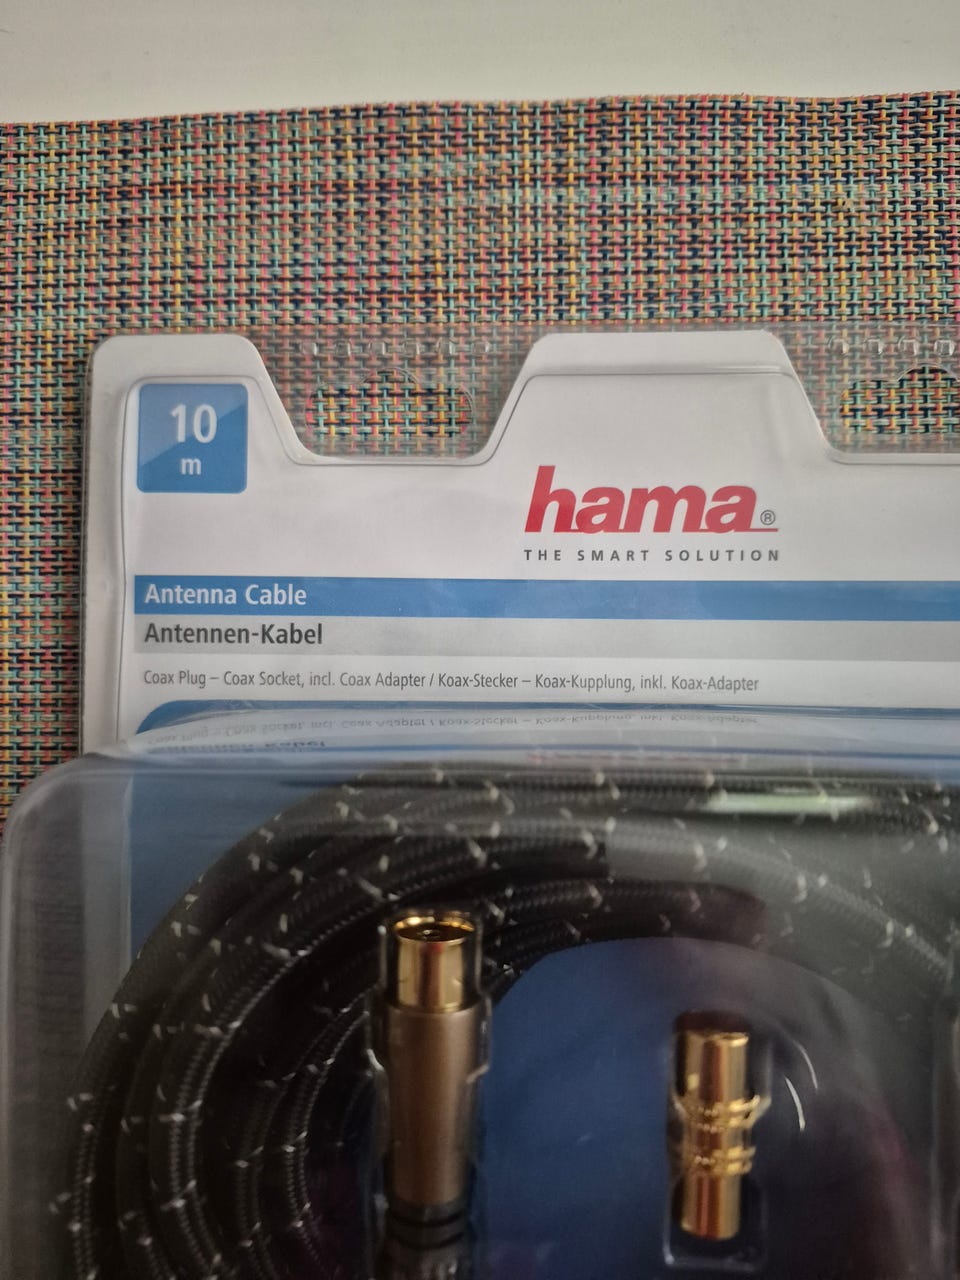 10
m
hama®
THE SMART SOLUTION
Antenna Cable
Antennen-Kabel
Coax Plug – Coax Socket, incl. Coax Adapter / Koax-Stecker – Koax-Kupplung, inkl. Koax-Adapter